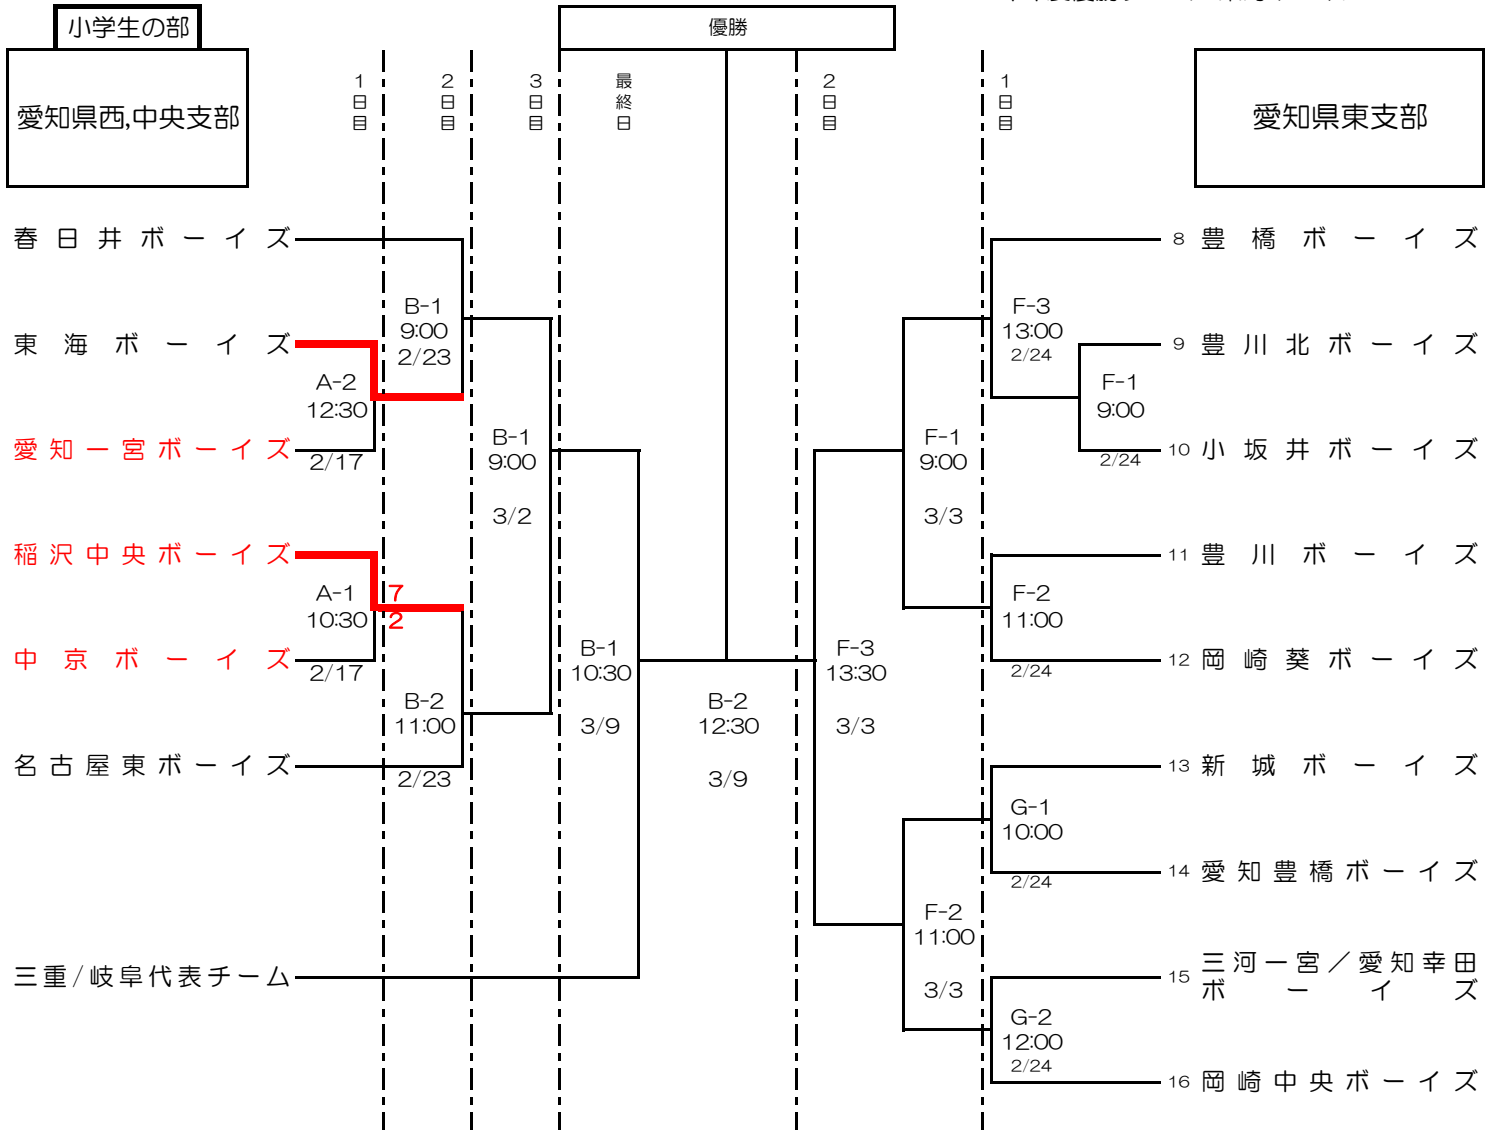 小学生の部
優勝
愛知県西,中央支部
1日目
2日目
3日目
最終日
2日目
1日目
愛知県東支部
春日井ボーイズ
東海ボーイズ
愛知一宮ボーイズ
稲沢中央ボーイズ
中京ボーイズ
名古屋東ボーイズ
三重/岐阜代表チーム
A-2
12:30
2/17
A-1
10:30
2/17
7
2
B-1
9:00
2/23
B-2
11:00
2/23
B-1
9:00
3/2
B-1
10:30
3/9
B-2
12:30
3/9
F-3
13:30
3/3
F-1
9:00
3/3
F-2
11:00
3/3
F-3
13:00
2/24
F-1
9:00
2/24
F-2
11:00
2/24
G-1
10:00
2/24
G-2
12:00
2/24
8 豊橋ボーイズ
9 豊川北ボーイズ
10 小坂井ボーイズ
11 豊川ボーイズ
12 岡崎葵ボーイズ
13 新城ボーイズ
14 愛知豊橋ボーイズ
15 三河一宮／愛知幸田
ボーイズ
16 岡崎中央ボーイズ